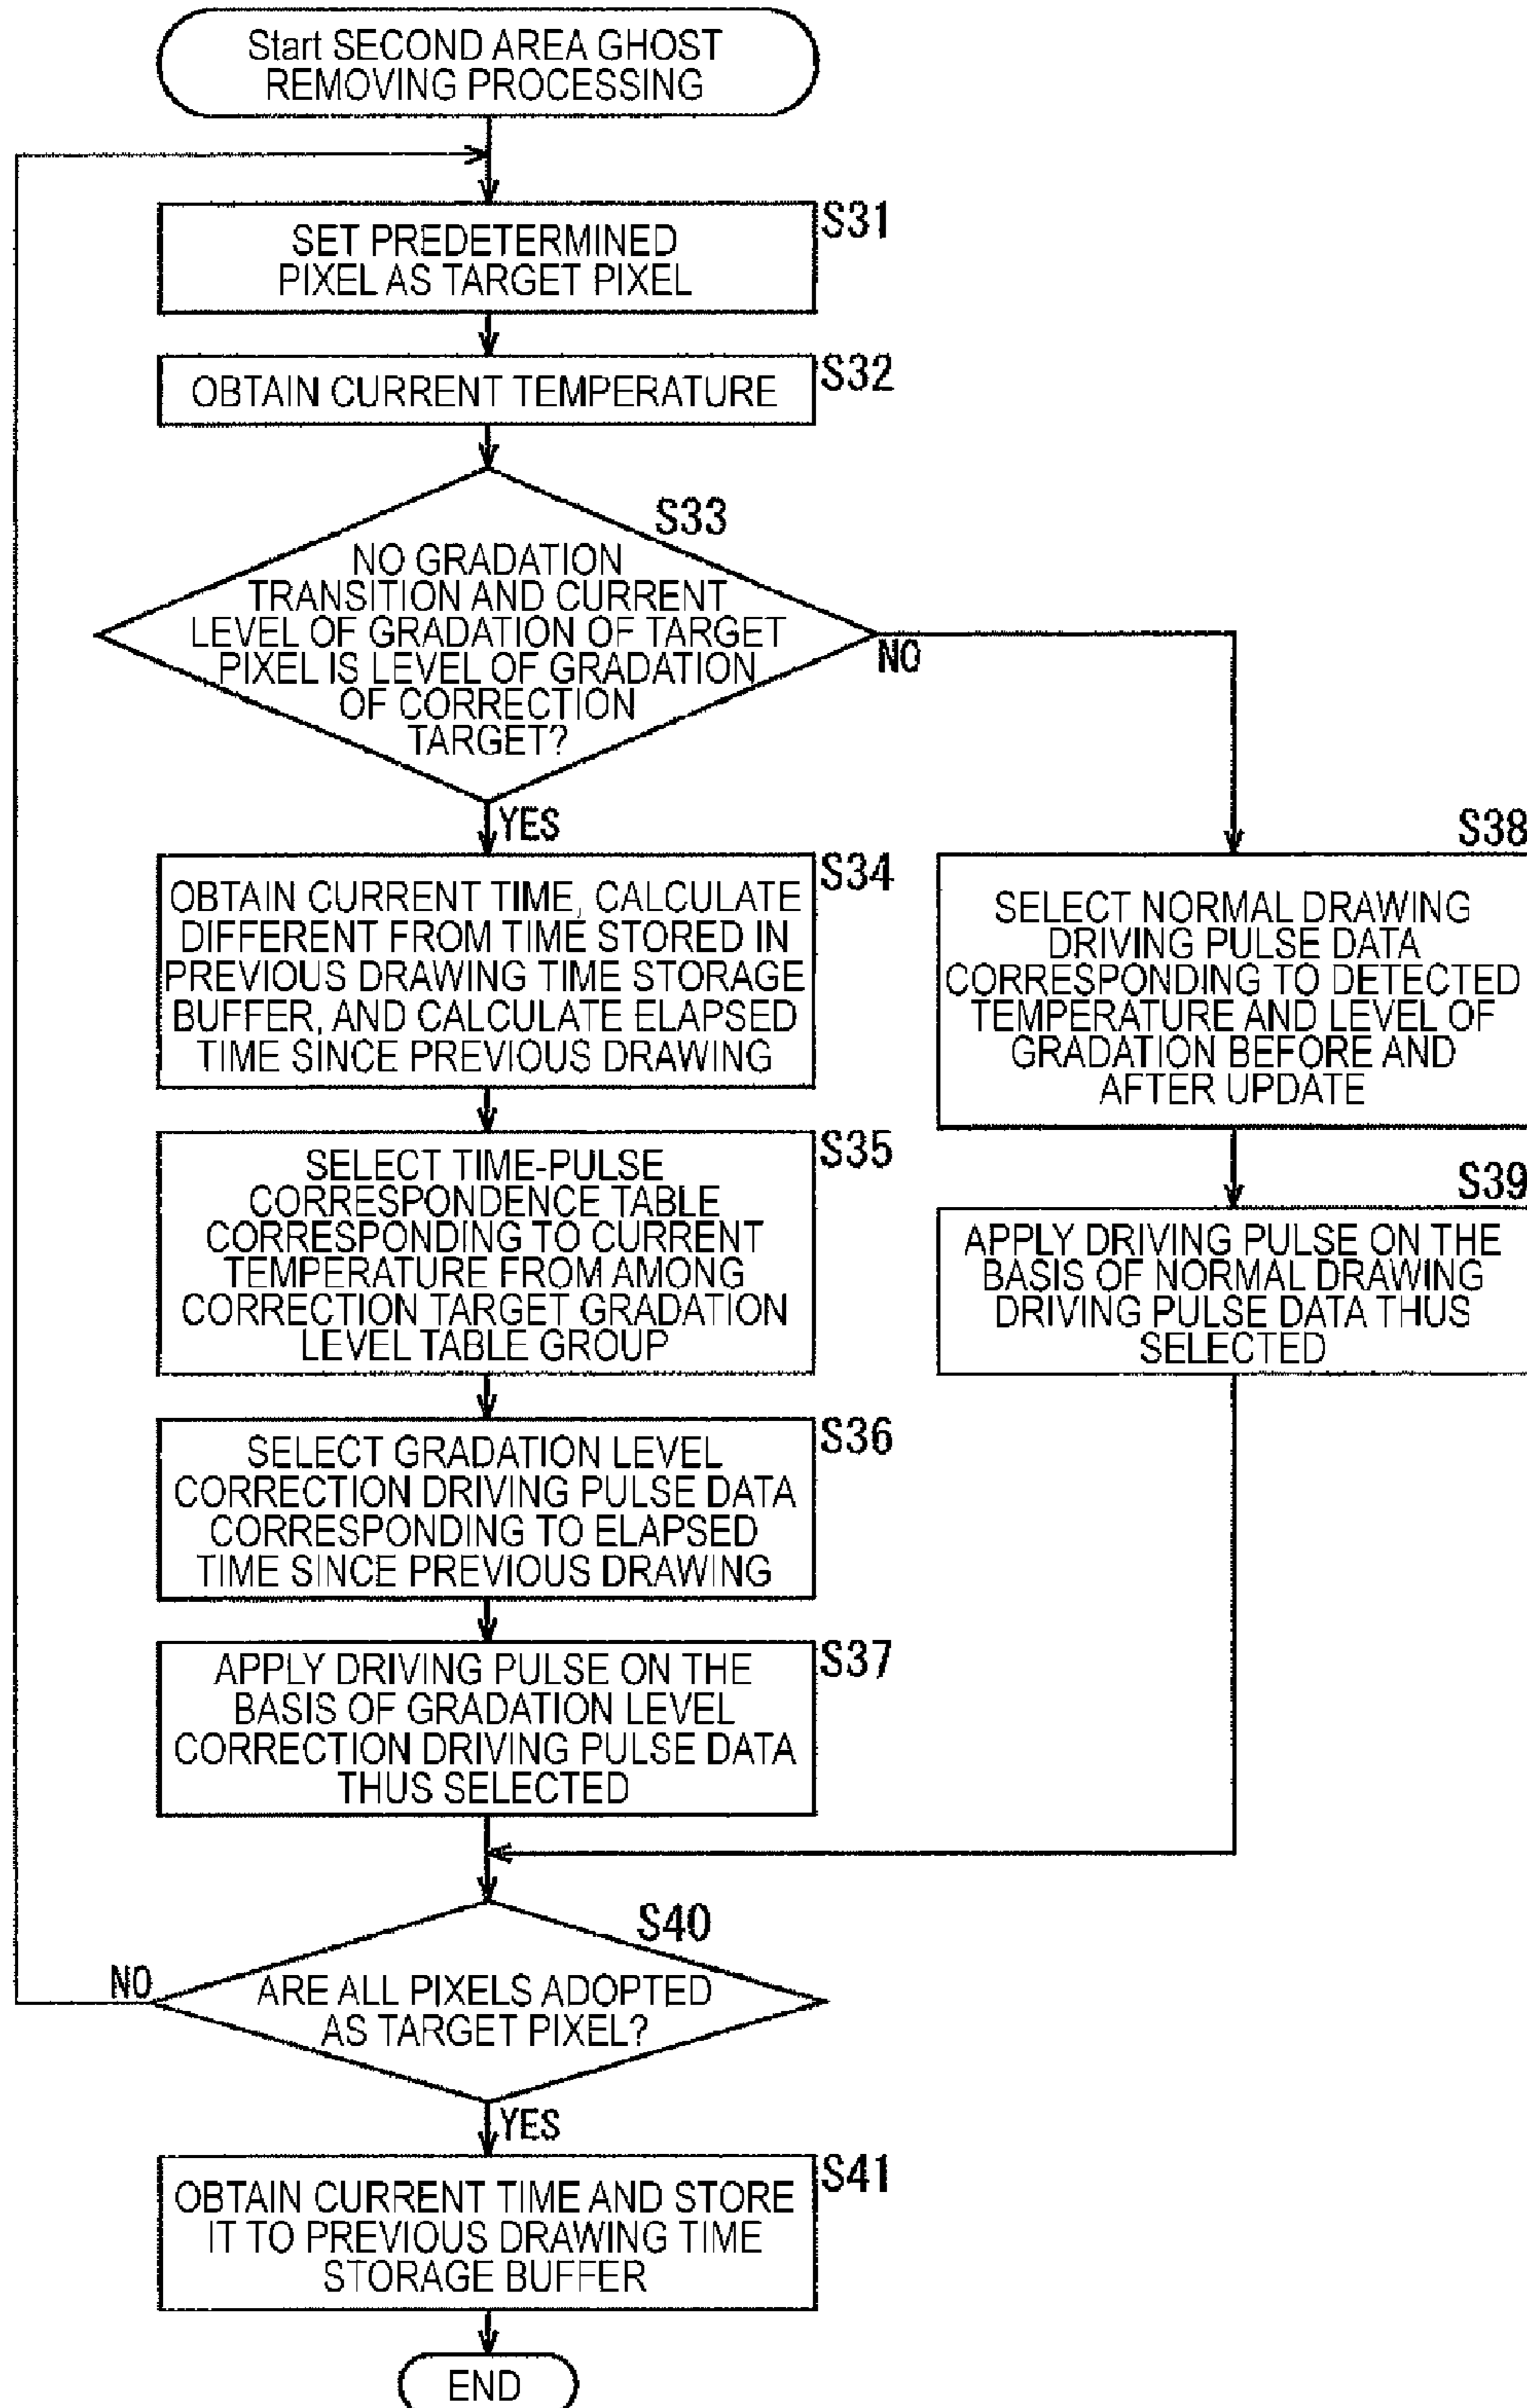 Start SECOND AREA GHOST
REMOVING PROCESSING
S31
SET PREDETERMINED
PIXEL AS TARGET PIXEL
S32
OBTAIN CURRENT TEMPERATURE
S33
NO GRADATION
TRANSITION AND CURRENT
LEVEL OF GRADATION OF TARGET
PIXEL IS LEVEL OF GRADATION
OF CORRECTION
TARGET?
NO
YES
S34
OBTAIN CURRENT TIME, CALCULATE
DIFFERENT FROM TIME STORED IN
PREVIOUS DRAWING TIME STORAGE
BUFFER, AND CALCULATE ELAPSED
TIME SINCE PREVIOUS DRAWING
S38
SELECT NORMAL DRAWING
DRIVING PULSE DATA
CORRESPONDING TO DETECTED
TEMPERATURE AND LEVEL OF
GRADATION BEFORE AND
AFTER UPDATE
S35
SELECT TIME-PULSE
CORRESPONDENCE TABLE
CORRESPONDING TO CURRENT
TEMPERATURE FROM AMONG
CORRECTION TARGET GRADATION
LEVEL TABLE GROUP
S39
APPLY DRIVING PULSE ON THE
BASIS OF NORMAL DRAWING
DRIVING PULSE DATA THUS
SELECTED
S36
SELECT GRADATION LEVEL
CORRECTION DRIVING PULSE DATA
CORRESPONDING TO ELAPSED
TIME SINCE PREVIOUS DRAWING
S37
APPLY DRIVING PULSE ON THE
BASIS OF GRADATION LEVEL
CORRECTION DRIVING PULSE DATA
THUS SELECTED
S40
NO
ARE ALL PIXELS ADOPTED
AS TARGET PIXEL?
YES
S41
OBTAIN CURRENT TIME AND STORE
IT TO PREVIOUS DRAWING TIME
STORAGE BUFFER
END